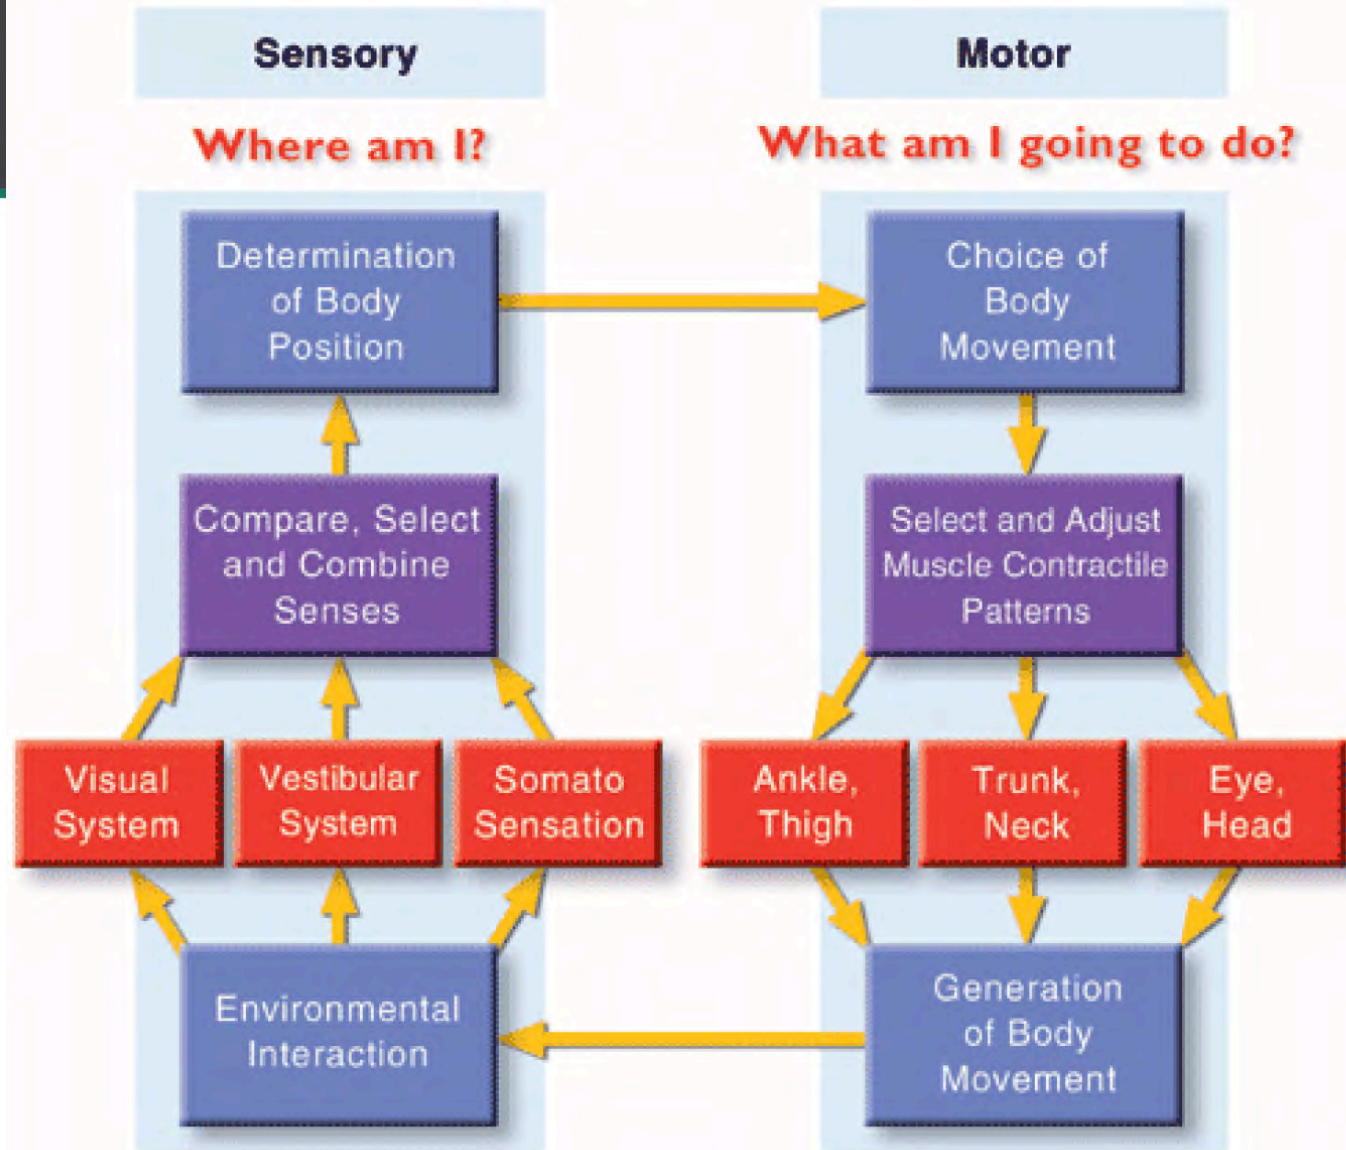 Sensory
Where am I?
Determination
of Body
Position
Compare, Select
and Combine
Senses
Visual
System
Vestibular
System
Somato
Sensation
Environmental
Interaction
Motor
What am I going to do?
Choice of
Body
Movement
Select and Adjust
Muscle Contractile
Patterns
Ankle,
Thigh
Trunk,
Neck
Eye,
Head
Generation
of Body
Movement